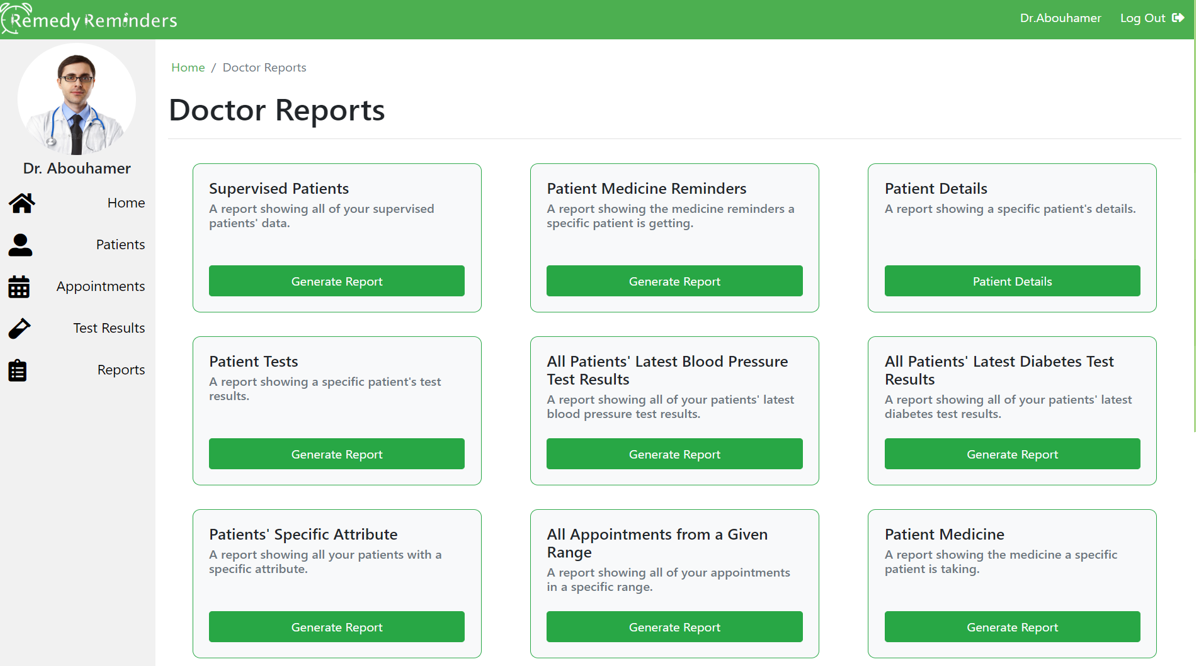 Remedy Reminders
Dr.Abouhamer Log Out
Dr. Abouhamer
Home
Patients
Appointments
Test Results
Reports
Home / Doctor Reports
Doctor Reports
Supervised Patients
A report showing all of your supervised
patients' data.
Generate Report
Patient Medicine Reminders
A report showing the medicine reminders a
specific patient is getting.
Generate Report
Patient Details
A report showing a specific patient's details.
Patient Details
Patient Tests
A report showing a specific patient's test
results.
Generate Report
All Patients' Latest Blood Pressure
Test Results
A report showing all of your patients' latest
blood pressure test results.
Generate Report
All Patients' Latest Diabetes Test
Results
A report showing all of your patients' latest
diabetes test results.
Generate Report
Patients' Specific Attribute
A report showing all your patients with a
specific attribute.
Generate Report
All Appointments from a Given
Range
A report showing all of your appointments
in a specific range.
Generate Report
Patient Medicine
A report showing the medicine a specific
patient is taking.
Generate Report